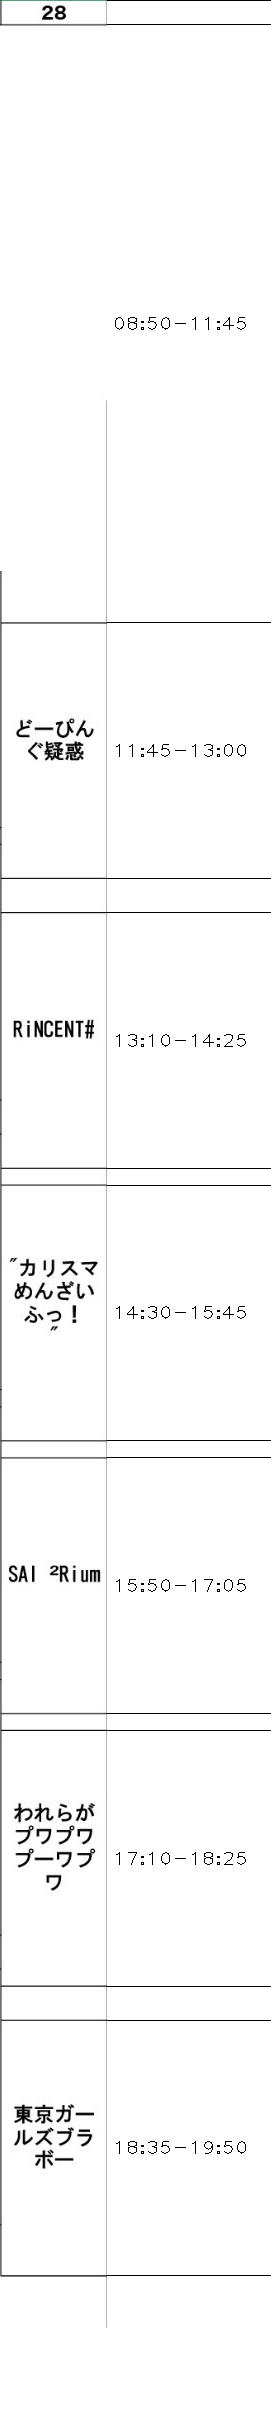 28
08:50-11:45
どーぴん
ぐ疑惑
11:45-13:00
RiNCENT#
13:10-14:25
"カリスマ
めんざい
ふっ！
"
14:30-15:45
SAI ²Rium
15:50-17:05
われらが
プワプワ
プーワプ
ワ
17:10-18:25
東京ガー
ルズブラ
ボー
18:35-19:50